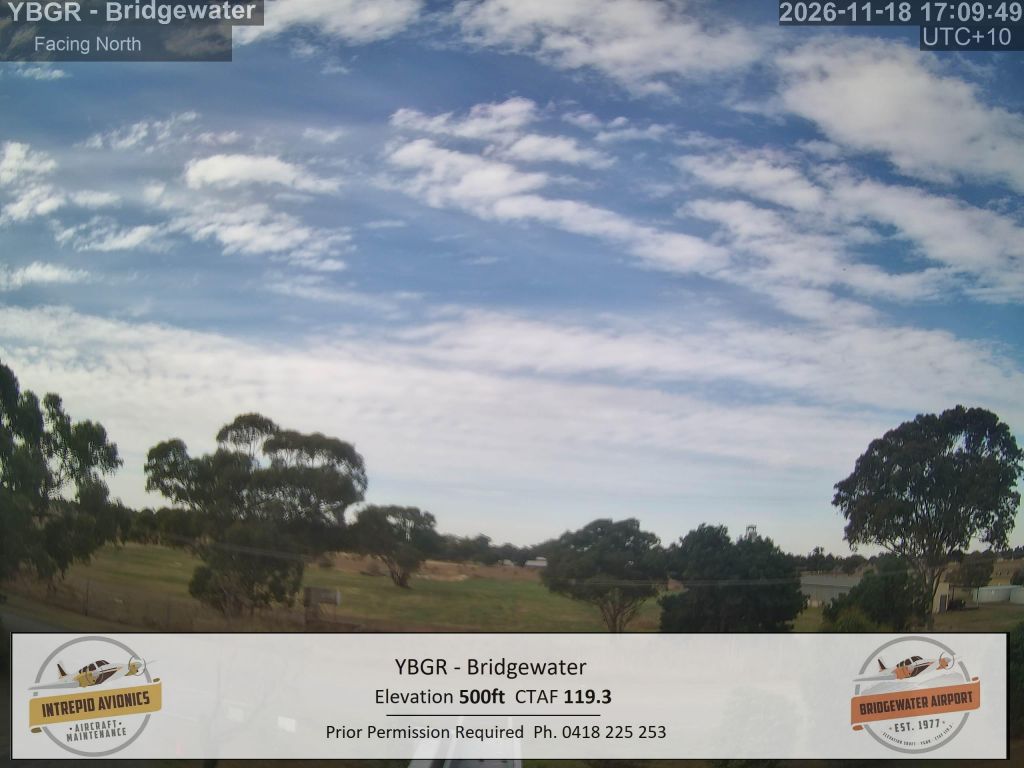 YBGR - Bridgewater
Facing North
2026-11-18 17:09:49
UTC+10
YBGR - Bridgewater
Elevation 500ft CTAF 119.3
Prior Permission Required Ph. 0418 225 253
INTREPID AVIONICS
AIRCRAFT
MAINTENANCE
BRIDGEWATER AIRPORT
EST. 1977